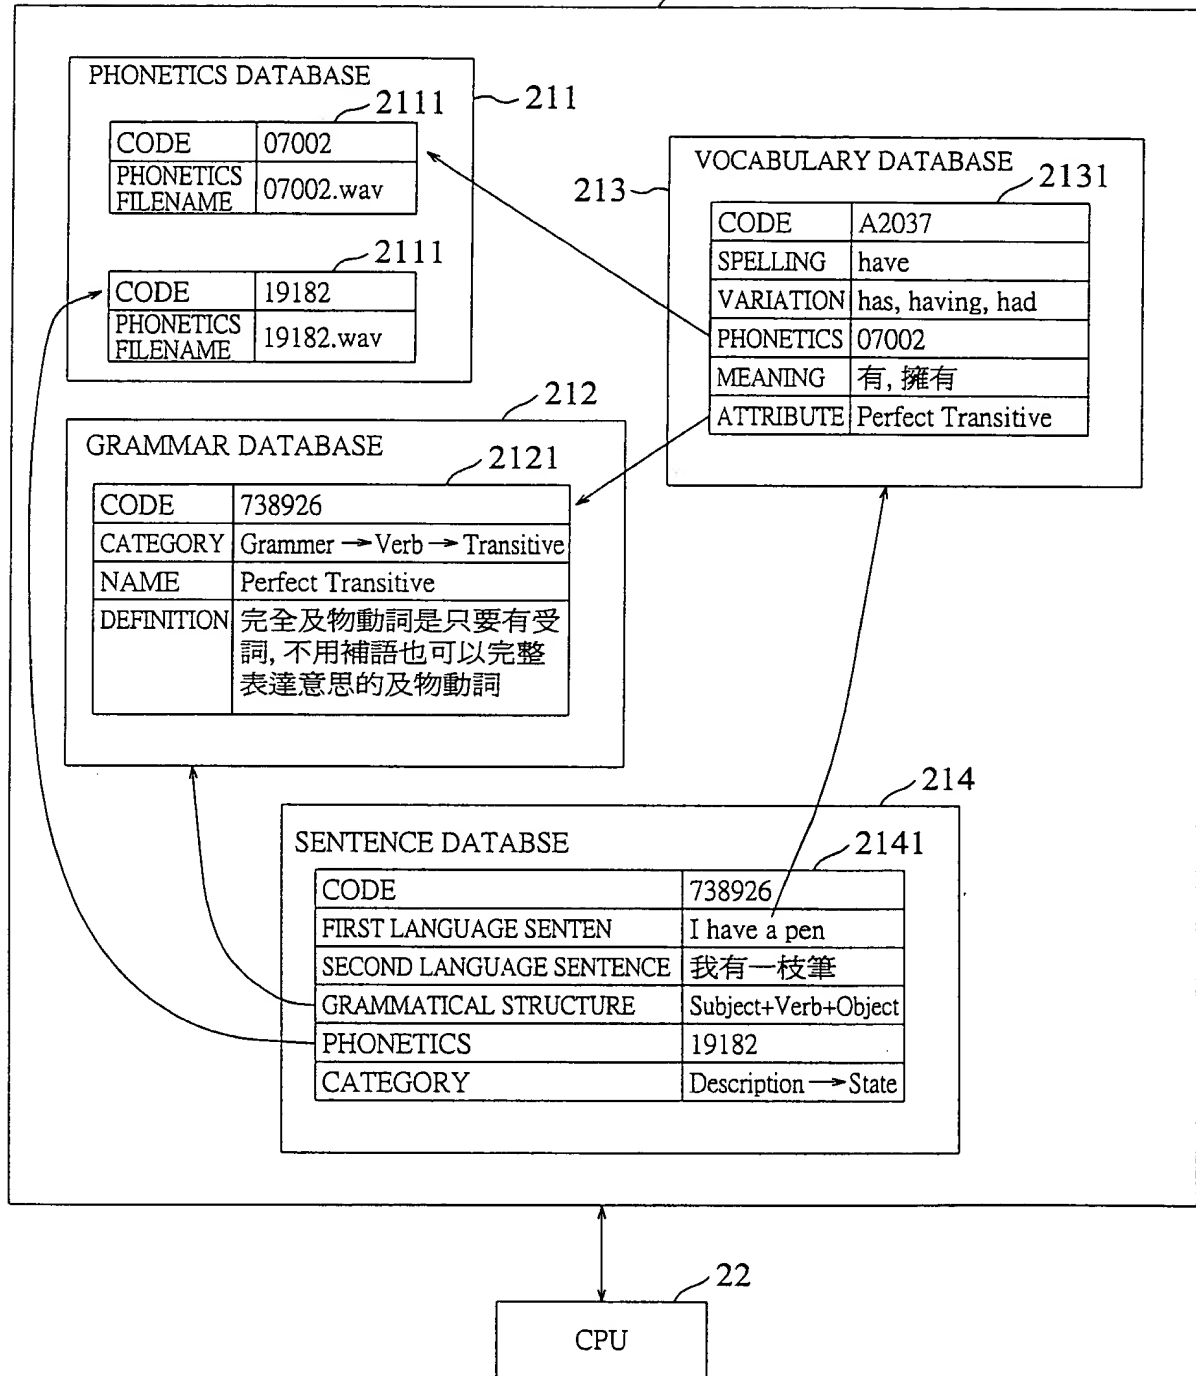 PHONETICS DATABASE
211
2111
CODE 07002
PHONETICS FILENAME 07002.wav
2111
CODE 19182
PHONETICS FILENAME 19182.wav
VOCABULARY DATABASE
213
2131
CODE A2037
SPELLING have
VARIATION has, having, had
PHONETICS 07002
MEANING 有, 擁有
ATTRIBUTE Perfect Transitive
212
GRAMMAR DATABASE
2121
CODE 738926
CATEGORY Grammer → Verb → Transitive
NAME Perfect Transitive
DEFINITION 完全及物動詞是只要有受
詞, 不用補語也可以完整
表達意思的及物動詞
214
SENTENCE DATABSE
2141
CODE 738926
FIRST LANGUAGE SENTEN I have a pen
SECOND LANGUAGE SENTENCE 我有一枝筆
GRAMMATICAL STRUCTURE Subject+Verb+Object
PHONETICS 19182
CATEGORY Description → State
22
CPU